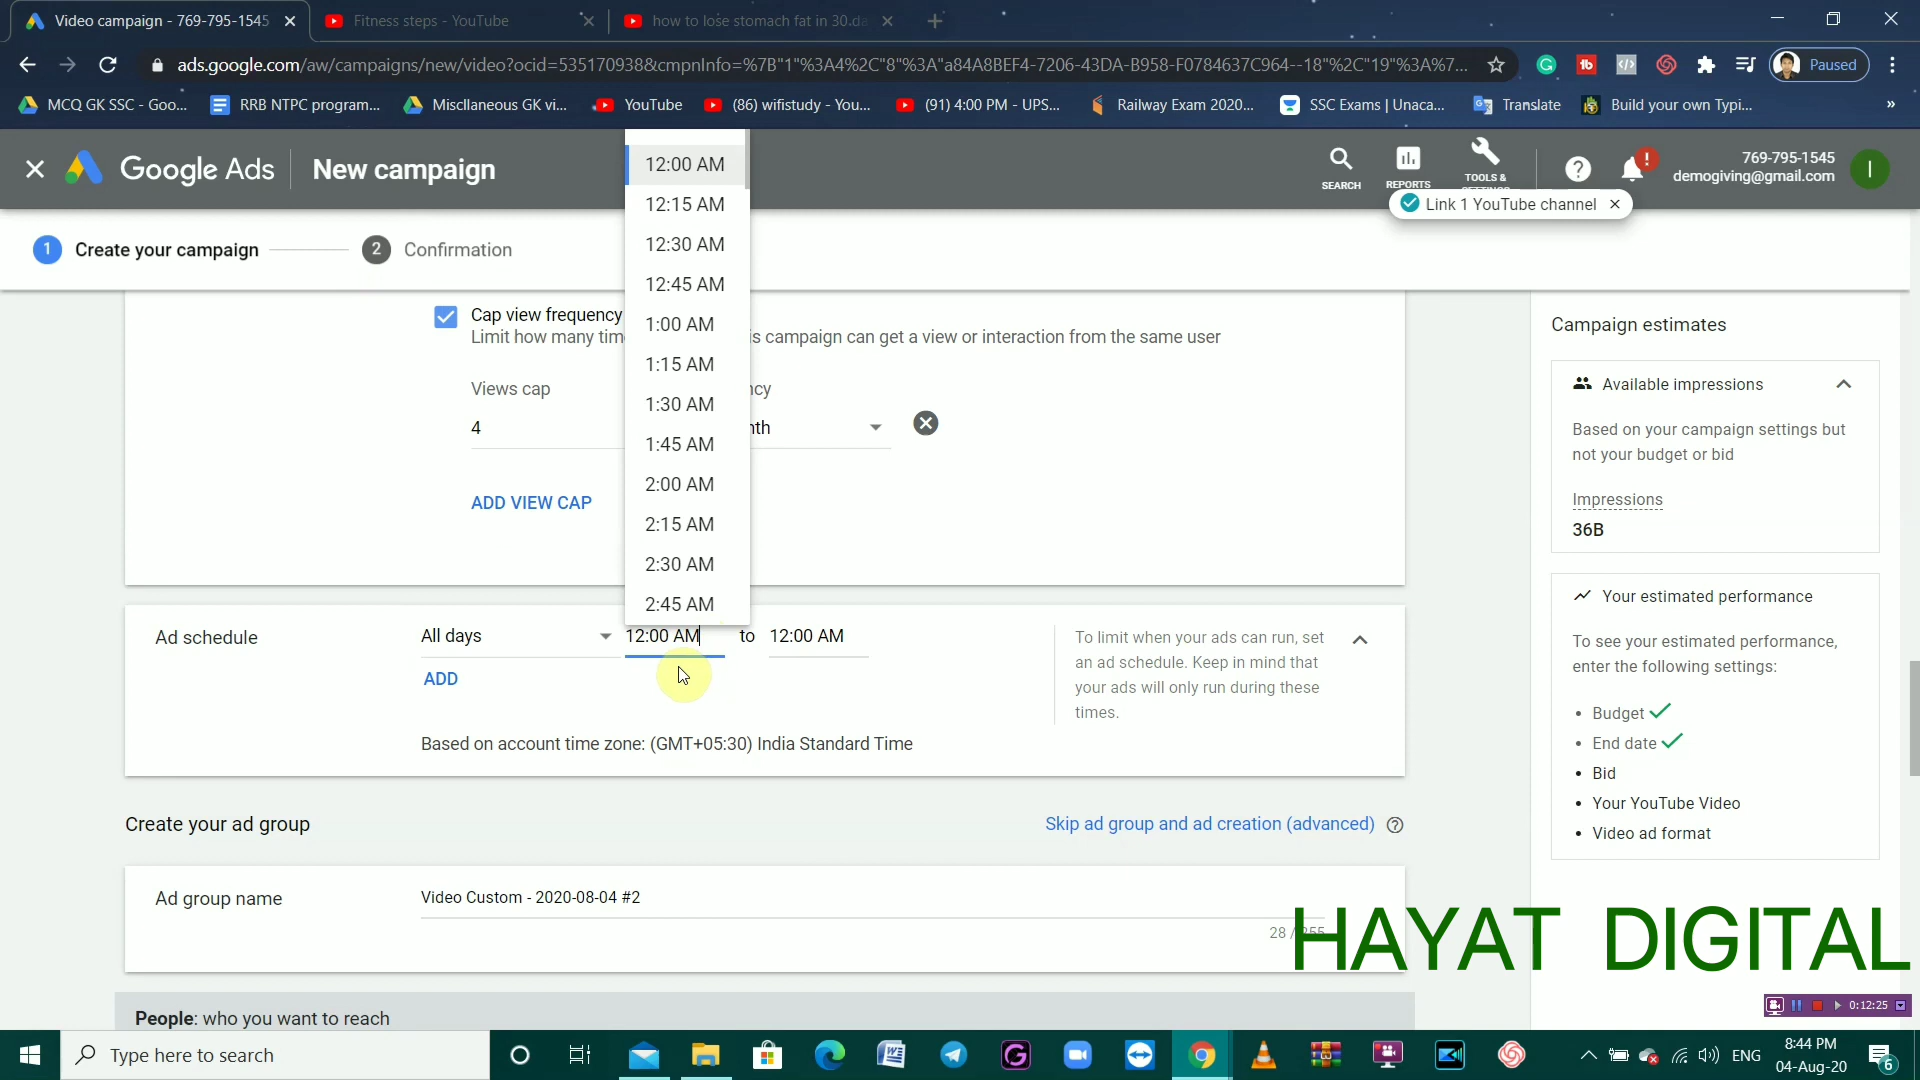 Video campaign - 769-795-1545
Fitness steps - YouTube
how to lose stomach fat in 30.da
ads.google.com/aw/campaigns/new/video?ocid=535170938&cmpnInfo=%7B"1"%3A4%2C"8"%3A"a84A8BEF4-7206-43DA-B958-F0784637C964--18"%2C"19"%3A%7...
Paused
MCQ GK SSC - Goo...
RRB NTPC program...
Miscllaneous GK vi...
YouTube
(86) wifistudy - You...
(91) 4:00 PM - UPS...
Railway Exam 2020...
SSC Exams | Unaca...
Translate
Build your own Typi...
»
Google Ads
New campaign
SEARCH
REPORTS
TOOLS &
769-795-1545
demogiving@gmail.com
I
Link 1 YouTube channel
1 Create your campaign
2 Confirmation
12:00 AM
12:15 AM
12:30 AM
12:45 AM
1:00 AM
1:15 AM
1:30 AM
1:45 AM
2:00 AM
2:15 AM
2:30 AM
2:45 AM
Cap view frequency
Limit how many tim
is campaign can get a view or interaction from the same user
Views cap
ncy
4
nth
ADD VIEW CAP
Ad schedule
All days
12:00 AM to 12:00 AM
ADD
Based on account time zone: (GMT+05:30) India Standard Time
To limit when your ads can run, set
an ad schedule. Keep in mind that
your ads will only run during these
times.
Create your ad group
Skip ad group and ad creation (advanced)
Ad group name
Video Custom - 2020-08-04 #2
28 / 255
People: who you want to reach
Campaign estimates
Available impressions
Based on your campaign settings but
not your budget or bid
Impressions
36B
Your estimated performance
To see your estimated performance,
enter the following settings:
• Budget
• End date
• Bid
• Your YouTube Video
• Video ad format
HAYAT DIGITAL
0:12:25
Type here to search
ENG
8:44 PM
04-Aug-20
6